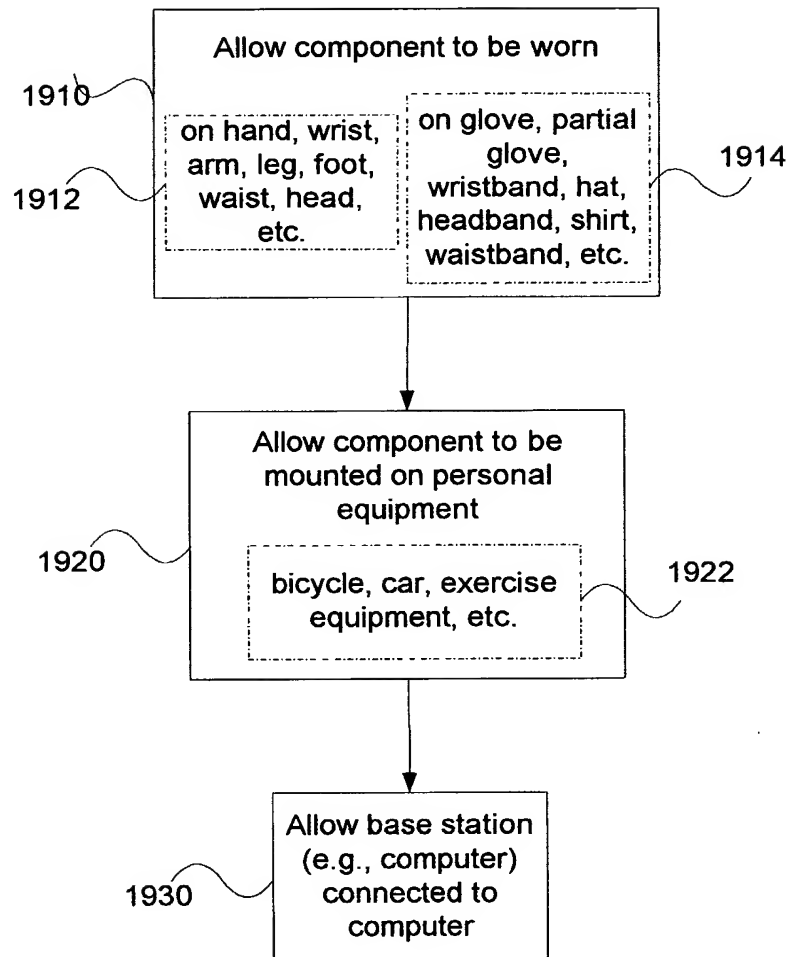 Allow component to be worn
1910
on hand, wrist,
arm, leg, foot,
waist, head,
etc.
1912
on glove, partial
glove,
wristband, hat,
headband, shirt,
waistband, etc.
1914
Allow component to be
mounted on personal
equipment
1920
bicycle, car, exercise
equipment, etc.
1922
Allow base station
(e.g., computer)
connected to
computer
1930